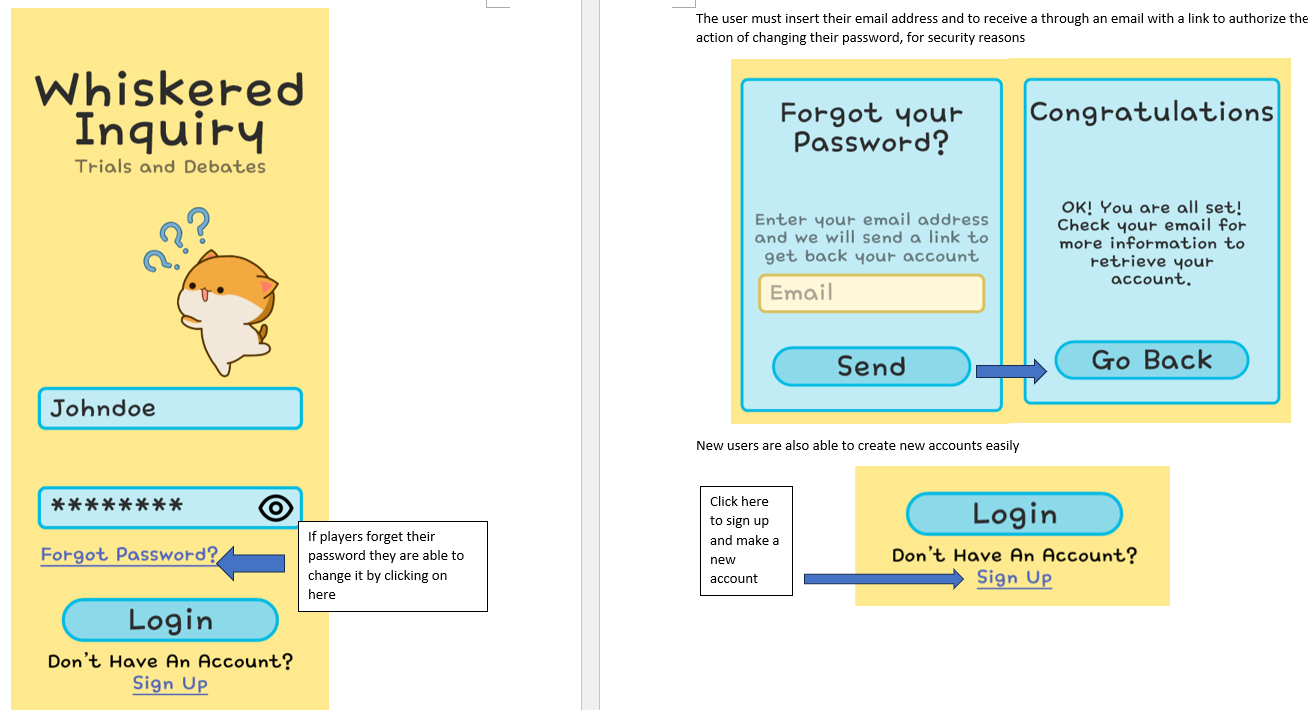 Whiskered
Inquiry
Trials and Debates
???
Johndoe
********
Forgot Password?
If players forget their
password they are able to
change it by clicking on
here
Login
Don't Have An Account?
Sign Up
The user must insert their email address and to receive a through an email with a link to authorize the
action of changing their password, for security reasons
Forgot your
Password?
Enter your email address
and we will send a link to
get back your account
Email
Send
Congratulations
OK! You are all set!
Check your email for
more information to
retrieve your
account.
Go Back
New users are also able to create new accounts easily
Click here
to sign up
and make a
new
account
Login
Don't Have An Account?
Sign Up